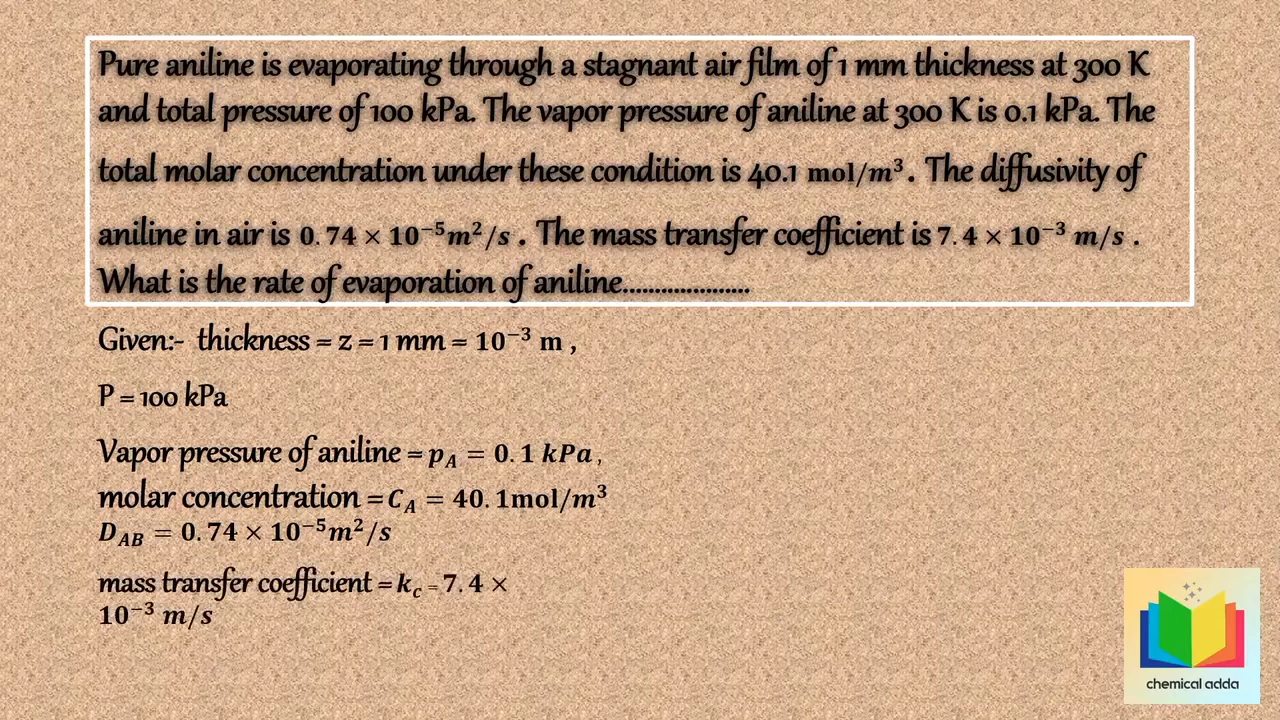 Pure aniline is evaporating through a stagnant air film of 1 mm thickness at 300 K
and total pressure of 100 kPa. The vapor pressure of aniline at 300 K is 0.1 kPa. The
total molar concentration under these condition is 40.1 mol/m³. The diffusivity of
aniline in air is 0.74 × 10⁻⁵m²/s . The mass transfer coefficient is 7.4 × 10⁻³ m/s .
What is the rate of evaporation of aniline....................
Given:- thickness = z = 1 mm = 10⁻³ m ,
P = 100 kPa
Vapor pressure of aniline = p_A = 0.1 kPa ,
molar concentration = C_A = 40.1mol/m³
D_AB = 0.74 × 10⁻⁵m²/s
mass transfer coefficient = k_c = 7.4 ×
10⁻³ m/s
chemical adda